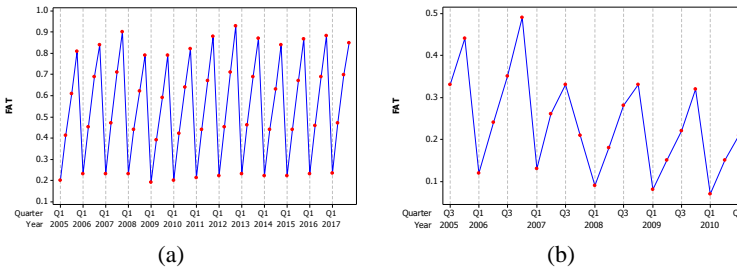 1.0
0.9
0.8
0.7
0.6
0.5
0.4
0.3
0.2
0.1
FAT
Quarter Q1 Q1 Q1 Q1 Q1 Q1 Q1 Q1 Q1 Q1 Q1 Q1 Q1
Year 2005 2006 2007 2008 2009 2010 2011 2012 2013 2014 2015 2016 2017
(a)
0.5
0.4
0.3
0.2
0.1
FAT
Quarter Q3 Q1 Q3 Q1 Q3 Q1 Q3 Q1 Q3 Q1
Year 2005 2006 2007 2008 2009 2010
(b)